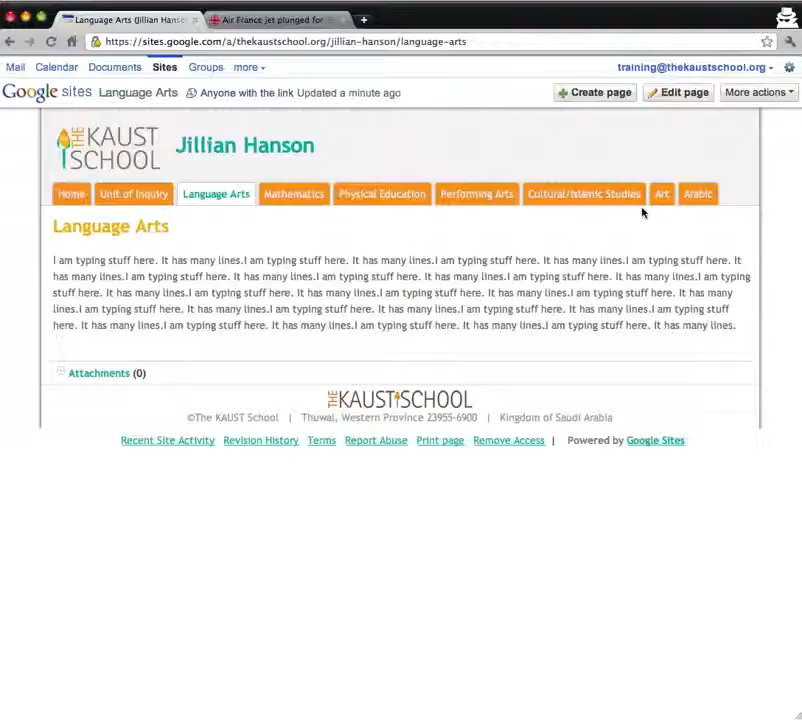 Language Arts (Jillian Hanse
Air France jet plunged for
https://sites.google.com/a/thekaustschool.org/jillian-hanson/language-arts
Mail Calendar Documents Sites Groups more
training@thekaustschool.org
Google sites Language Arts Anyone with the link Updated a minute ago
Create page Edit page More actions
THE KAUST SCHOOL
Jillian Hanson
Home Unit of Inquiry Language Arts Mathematics Physical Education Performing Arts Cultural/Islamic Studies Art Arabic
Language Arts
I am typing stuff here. It has many lines.I am typing stuff here. It has many lines.I am typing stuff here. It has many lines.I am typing stuff here. It
has many lines.I am typing stuff here. It has many lines.I am typing stuff here. It has many lines.I am typing stuff here. It has many lines.I am typing
stuff here. It has many lines.I am typing stuff here. It has many lines.I am typing stuff here. It has many lines.I am typing stuff here. It has many
lines.I am typing stuff here. It has many lines.I am typing stuff here. It has many lines.I am typing stuff here. It has many lines.I am typing stuff
here. It has many lines.I am typing stuff here. It has many lines.I am typing stuff here. It has many lines.I am typing stuff here. It has many lines.
Attachments (0)
THE KAUST SCHOOL
©The KAUST School | Thuwal, Western Province 23955-6900 | Kingdom of Saudi Arabia
Recent Site Activity Revision History Terms Report Abuse Print page Remove Access | Powered by Google Sites